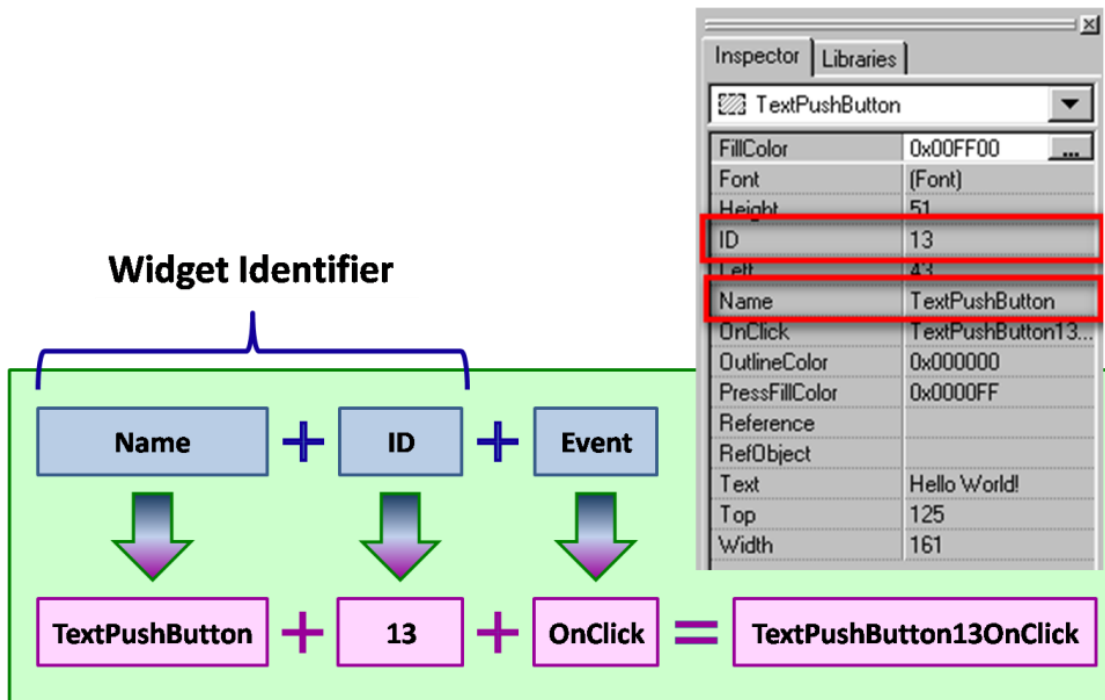 Inspector Libraries
TextPushButton
FillColor 0x00FF00 ...
Font (Font)
Height 51
ID 13
Left 43
Name TextPushButton
OnClick TextPushButton13...
OutlineColor 0x000000
PressFillColor 0x0000FF
Reference
RefObject
Text Hello World!
Top 125
Width 161
Widget Identifier
Name + ID + Event
TextPushButton + 13 + OnClick = TextPushButton13OnClick